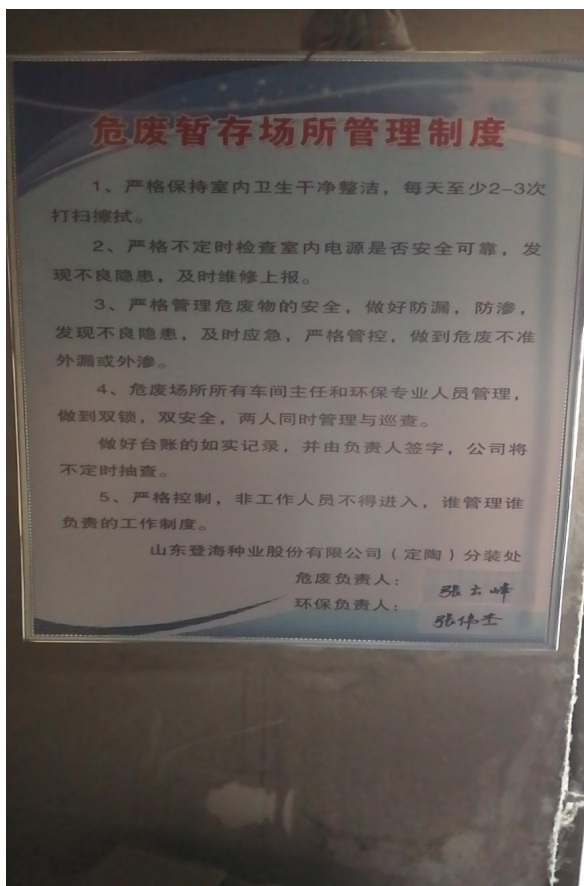 危废暂存场所管理制度
1、严格保持室内卫生干净整洁，每天至少2-3次
打扫擦拭。
2、严格不定时检查室内电源是否安全可靠，发
现不良隐患，及时维修上报。
3、严格管理危废物的安全，做好防漏，防渗，
发现不良隐患，及时应急，严格管控，做到危废不准
外漏或外渗。
4、危废场所所有车间主任和环保专业人员管理，
做到双锁，双安全，两人同时管理与巡查。
做好台账的如实记录，并由负责人签字，公司将
不定时抽查。
5、严格控制，非工作人员不得进入，谁管理谁
负责的工作制度。
山东登海种业股份有限公司（定陶）分装处
危废负责人： 张云峰
环保负责人： 张伟杰